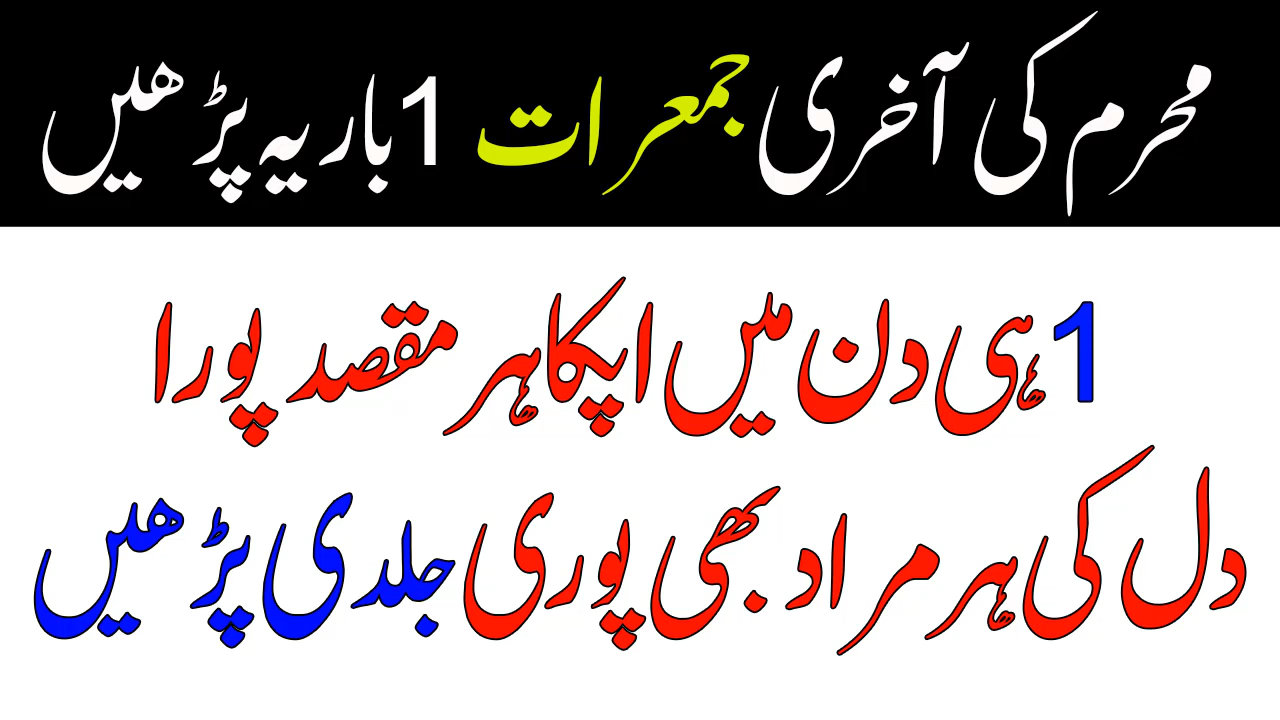 محرم کی آخری جمعرات 1 بار یہ پڑھیں
1 ہی دن میں اپکا ہر مقصد پورا
دل کی ہر مراد بھی پوری جلدی پڑھیں